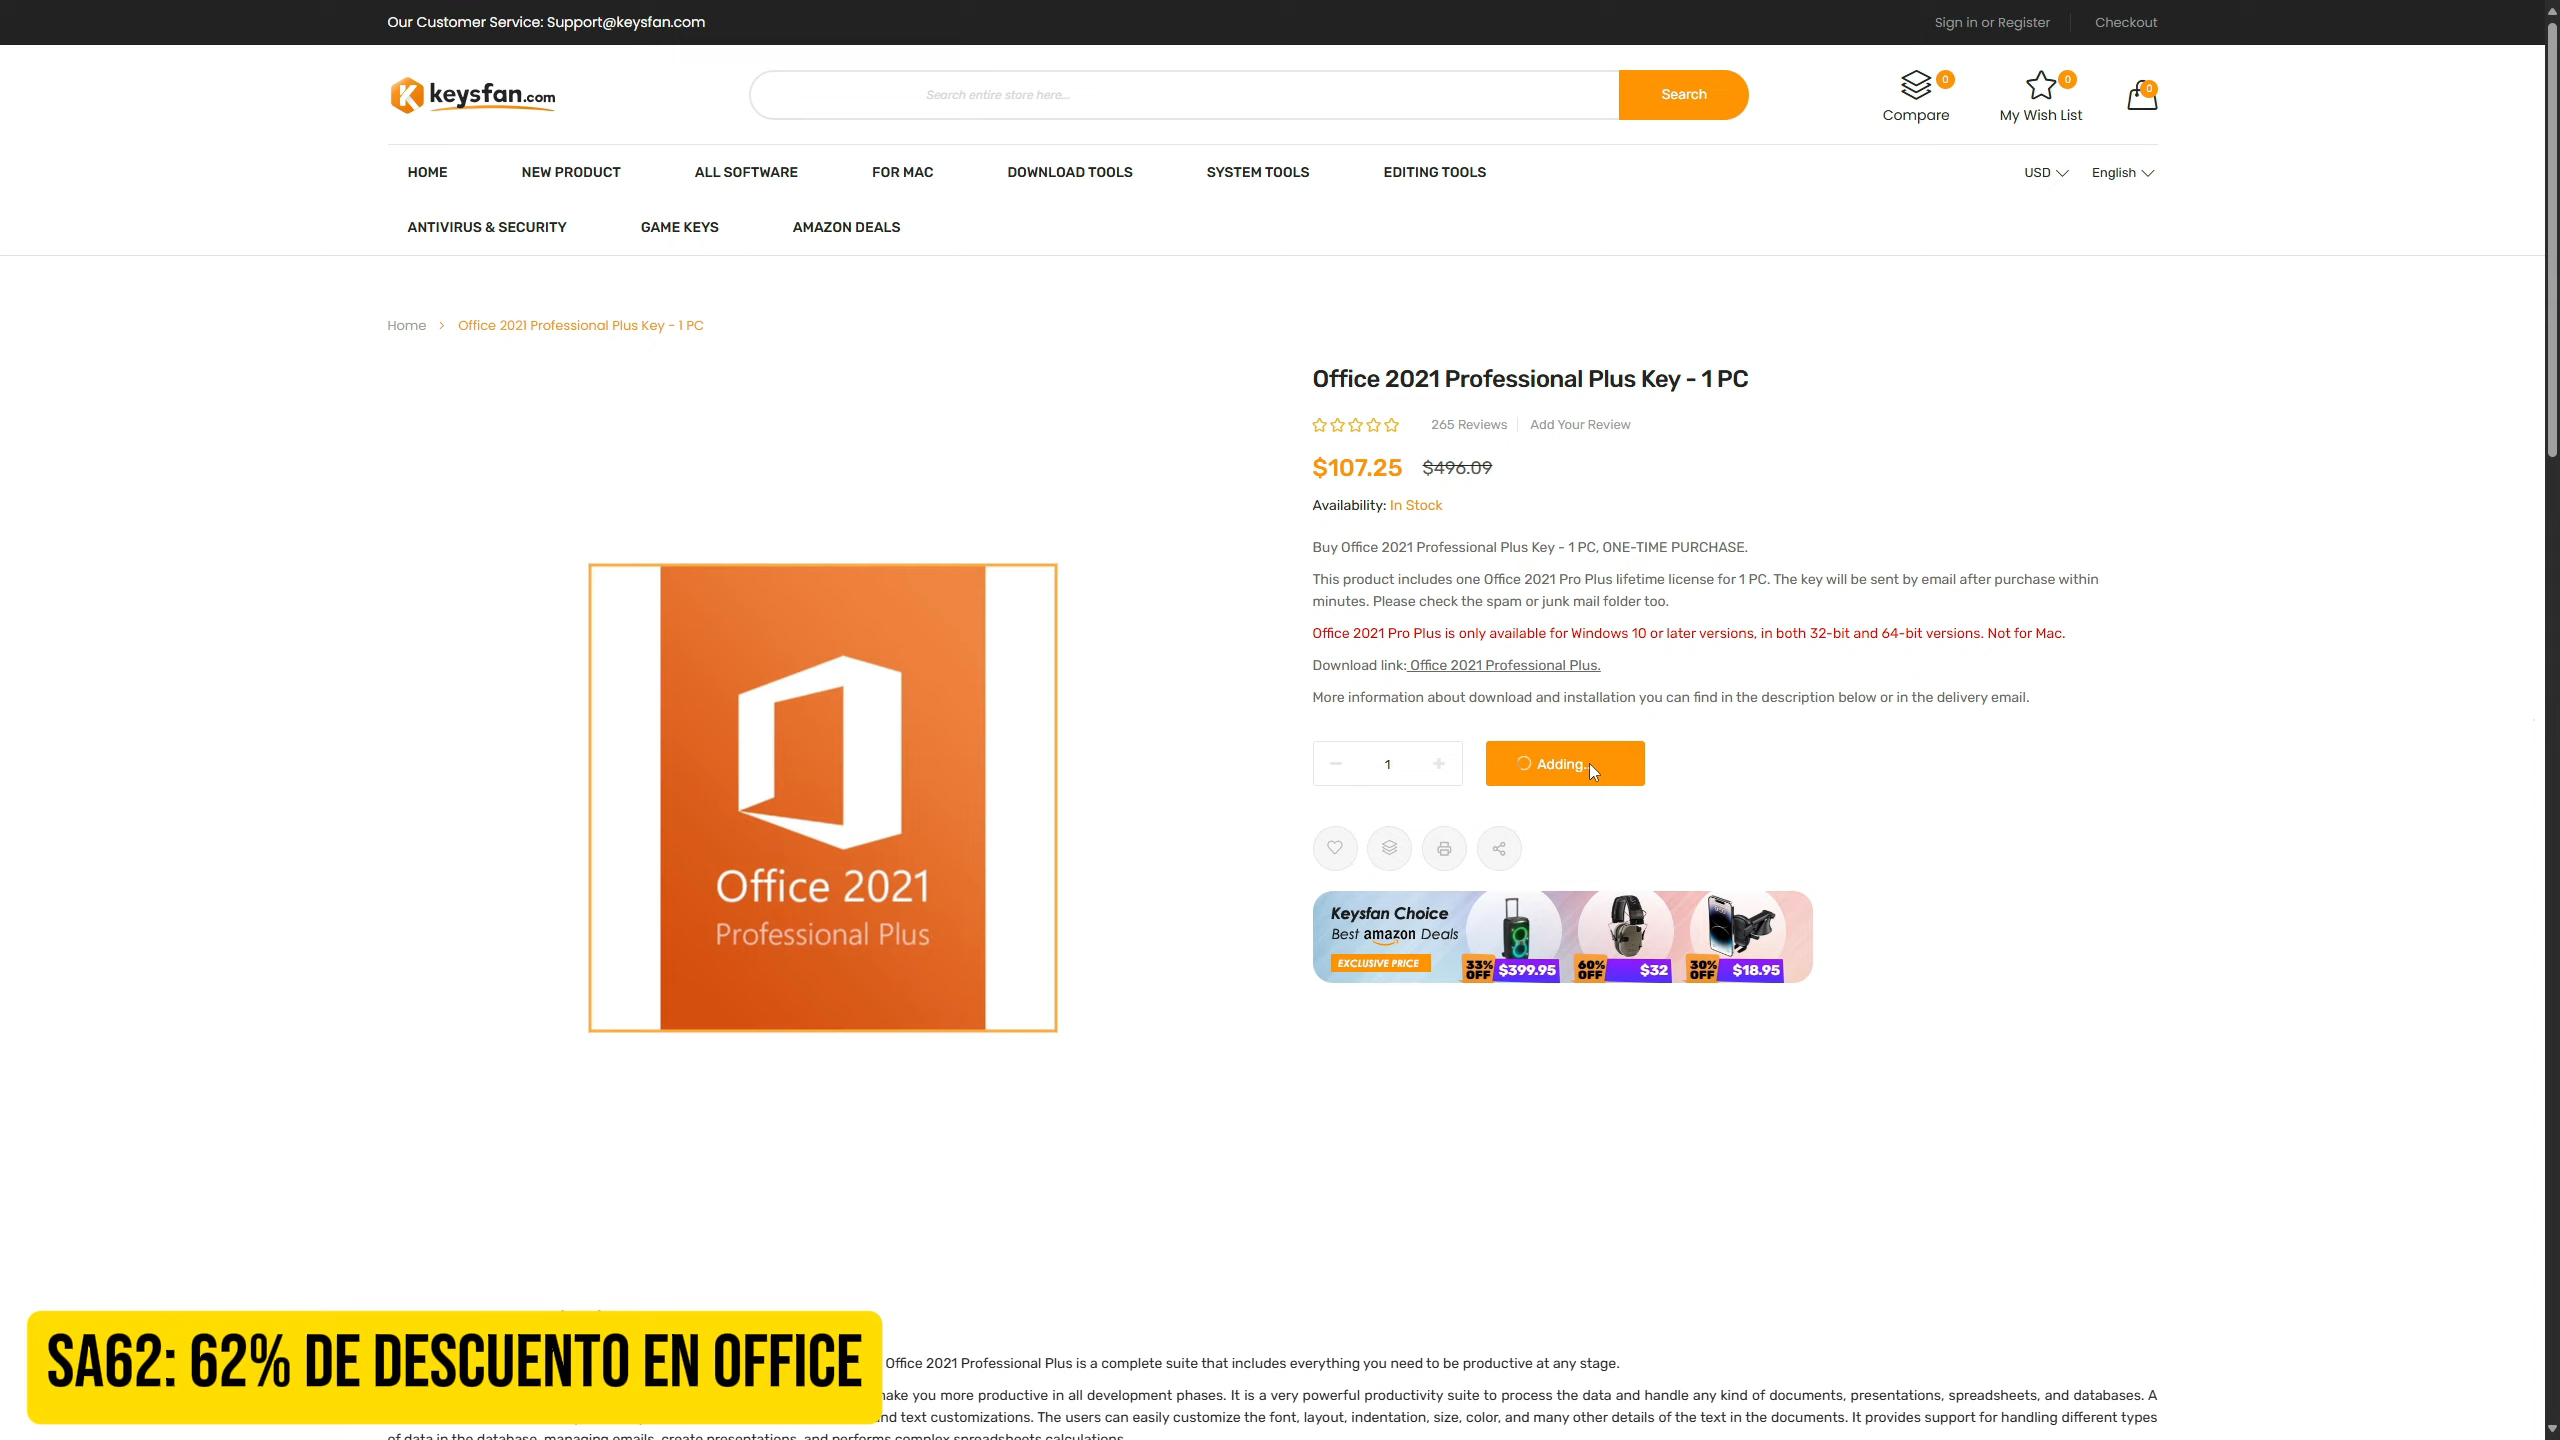 Our Customer Service: Support@keysfan.com
Sign in or Register
Checkout
keysfan.com
Search entire store here...
Search
0
Compare
0
My Wish List
0
HOME
NEW PRODUCT
ALL SOFTWARE
FOR MAC
DOWNLOAD TOOLS
SYSTEM TOOLS
EDITING TOOLS
USD
English
ANTIVIRUS & SECURITY
GAME KEYS
AMAZON DEALS
Home > Office 2021 Professional Plus Key - 1 PC
Office 2021 Professional Plus Key - 1 PC
265 Reviews
Add Your Review
$107.25 $496.09
Availability: In Stock
Buy Office 2021 Professional Plus Key - 1 PC, ONE-TIME PURCHASE.
This product includes one Office 2021 Pro Plus lifetime license for 1 PC. The key will be sent by email after purchase within
minutes. Please check the spam or junk mail folder too.
Office 2021 Pro Plus is only available for Windows 10 or later versions, in both 32-bit and 64-bit versions. Not for Mac.
Download link: Office 2021 Professional Plus.
More information about download and installation you can find in the description below or in the delivery email.
1
Adding...
Office 2021
Professional Plus
Keysfan Choice
Best amazon Deals
EXCLUSIVE PRICE
33% OFF $399.95
60% OFF $32
30% OFF $18.95
SA62: 62% DE DESCUENTO EN OFFICE
Office 2021 Professional Plus is a complete suite that includes everything you need to be productive at any stage.
make you more productive in all development phases. It is a very powerful productivity suite to process the data and handle any kind of documents, presentations, spreadsheets, and databases. A
and text customizations. The users can easily customize the font, layout, indentation, size, color, and many other details of the text in the documents. It provides support for handling different types
of data in the database, managing emails, create presentations, and performs complex spreadsheets calculations.